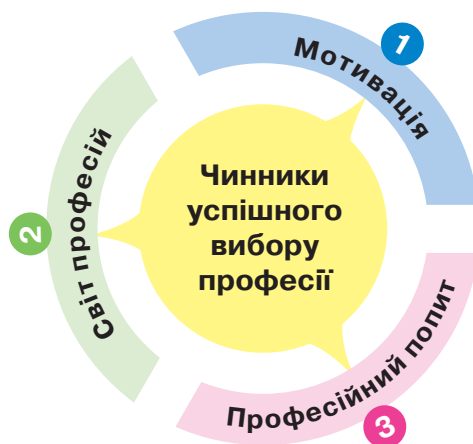 Чинники
успішного
вибору
професії
1
Мотивація
2
Світ професій
3
Професійний попит